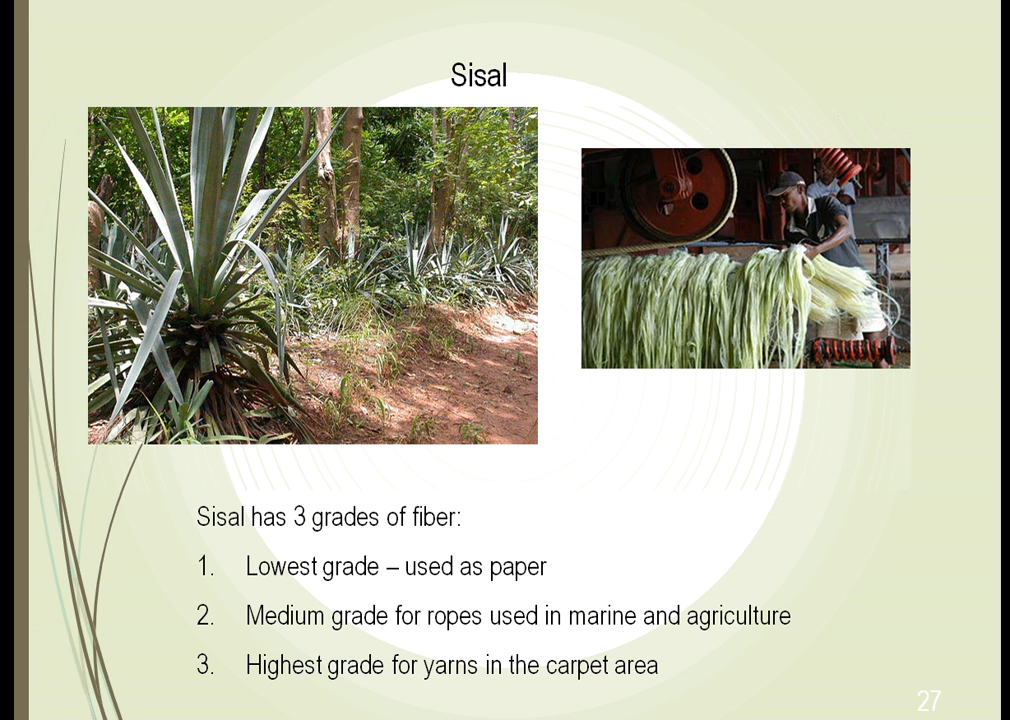 Sisal
Sisal has 3 grades of fiber:
1. Lowest grade – used as paper
2. Medium grade for ropes used in marine and agriculture
3. Highest grade for yarns in the carpet area
27